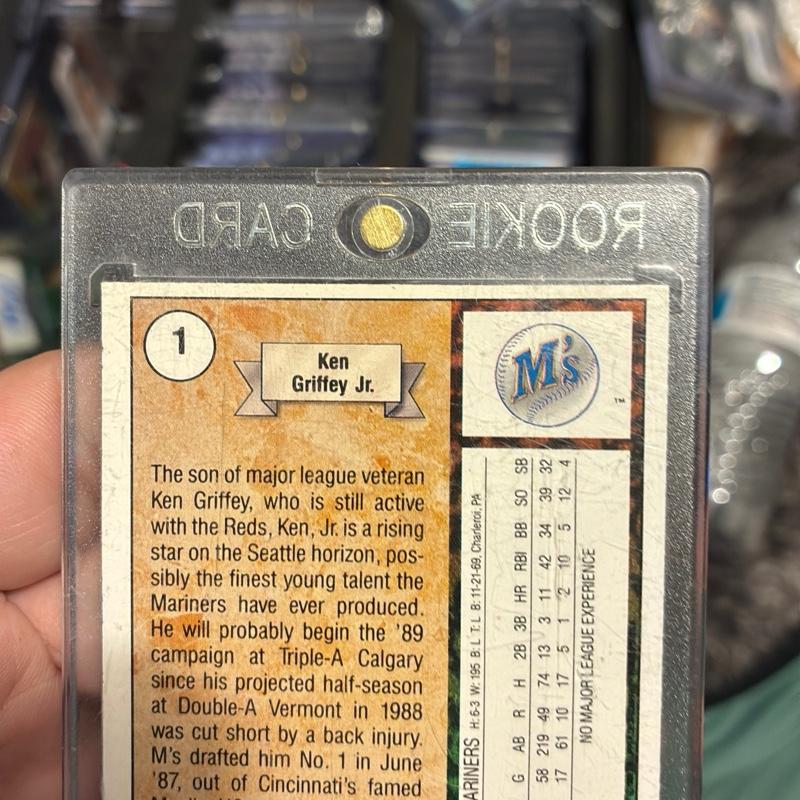 ROOKIE CARD
1
Ken
Griffey Jr.
M's
TM
The son of major league veteran
Ken Griffey, who is still active
with the Reds, Ken, Jr. is a rising
star on the Seattle horizon, pos-
sibly the finest young talent the
Mariners have ever produced.
He will probably begin the '89
campaign at Triple-A Calgary
since his projected half-season
at Double-A Vermont in 1988
was cut short by a back injury.
M's drafted him No. 1 in June
'87, out of Cincinnati's famed
ARINERS H: 6-3 W: 195 B: L T: L B: 11-21-69, Charleroi, PA
G AB R H 2B 3B HR RBI BB SO SB
58 219 49 74 13 3 11 42 34 39 32
17 61 10 17 5 1 2 10 5 12 4
NO MAJOR LEAGUE EXPERIENCE